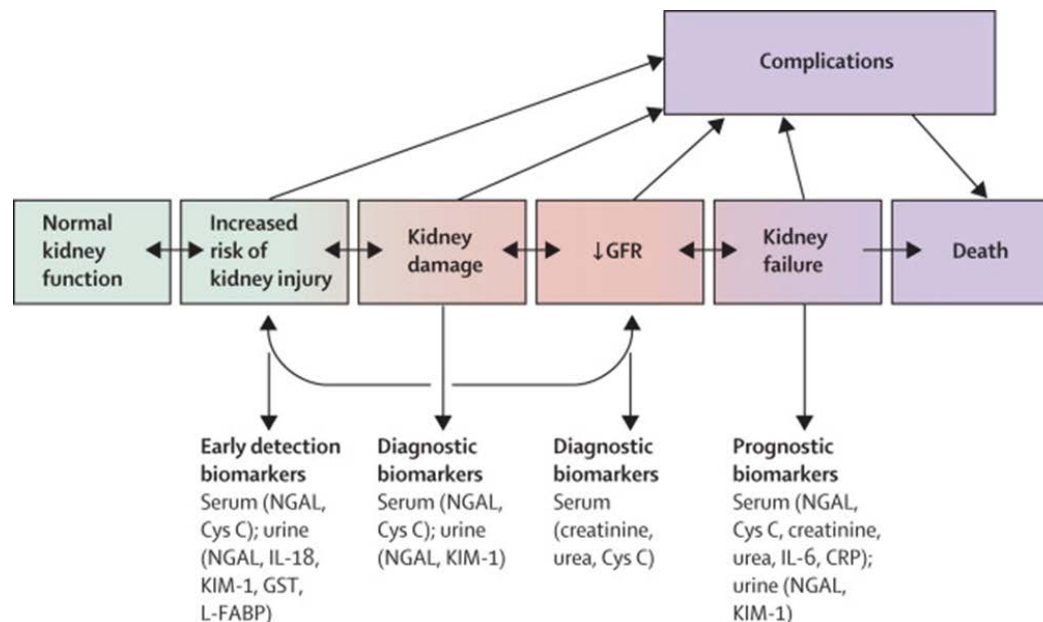 Complications
Normal
kidney
function
Increased
risk of
kidney injury
Kidney
damage
↓GFR
Kidney
failure
Death
Early detection
biomarkers
Serum (NGAL,
Cys C); urine
(NGAL, IL-18,
KIM-1, GST,
L-FABP)
Diagnostic
biomarkers
Serum (NGAL,
Cys C); urine
(NGAL, KIM-1)
Diagnostic
biomarkers
Serum
(creatinine,
urea, Cys C)
Prognostic
biomarkers
Serum (NGAL,
Cys C, creatinine,
urea, IL-6, CRP);
urine (NGAL,
KIM-1)